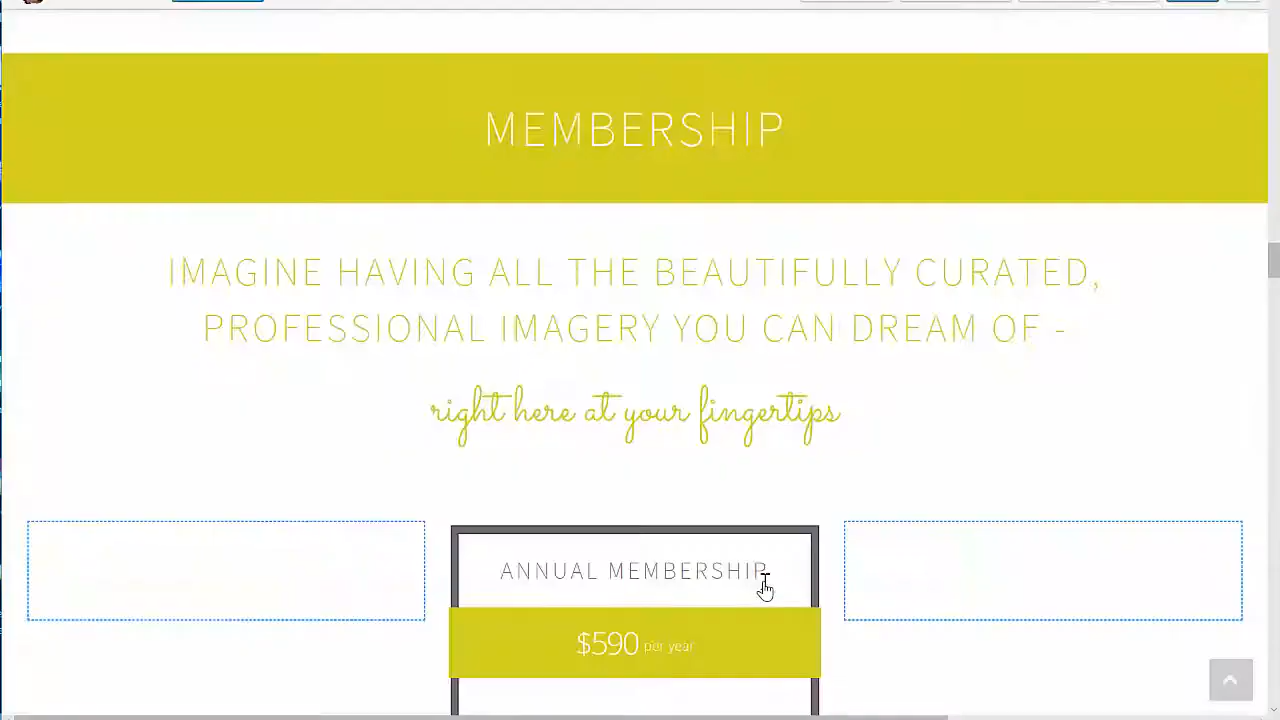 MEMBERSHIP
IMAGINE HAVING ALL THE BEAUTIFULLY CURATED,
PROFESSIONAL IMAGERY YOU CAN DREAM OF -
right here at your fingertips
ANNUAL MEMBERSHIP
$590 per year